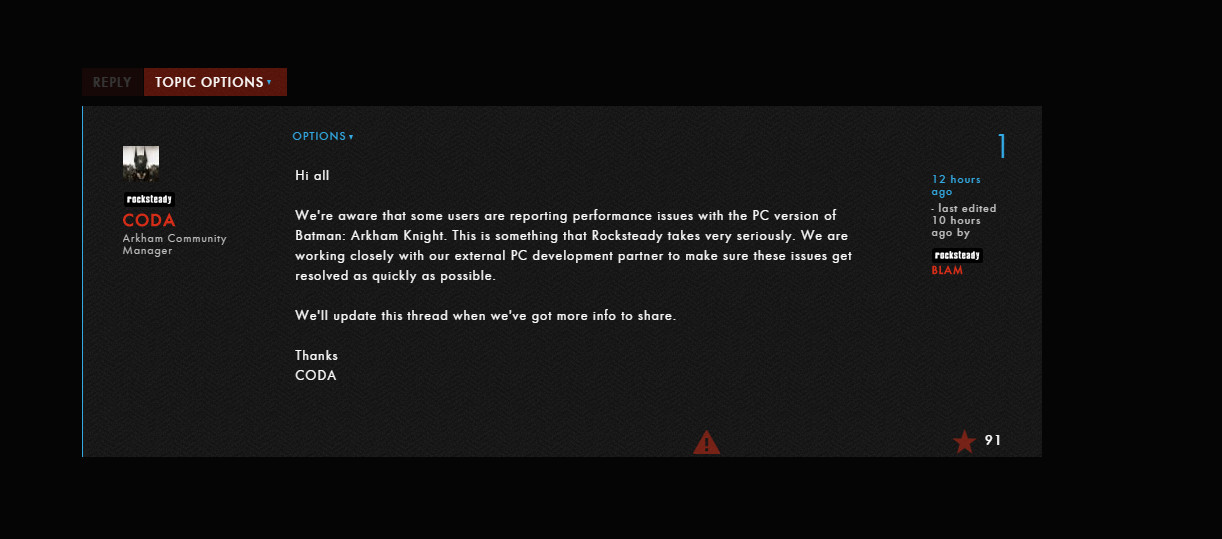 REPLY
TOPIC OPTIONS
OPTIONS
1
rocksteady
CODA
Arkham Community
Manager
Hi all
We're aware that some users are reporting performance issues with the PC version of
Batman: Arkham Knight. This is something that Rocksteady takes very seriously. We are
working closely with our external PC development partner to make sure these issues get
resolved as quickly as possible.
We'll update this thread when we've got more info to share.
Thanks
CODA
12 hours
ago
- last edited
10 hours
ago by
rocksteady
BLAM
91